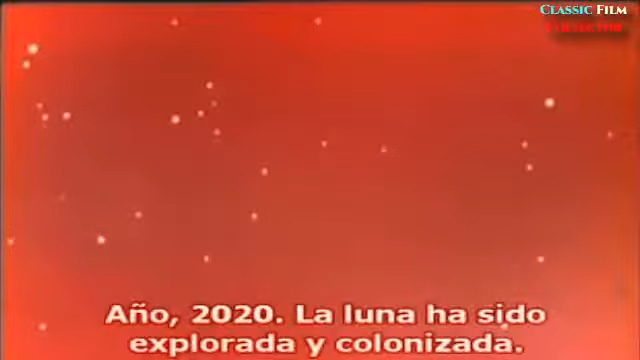 Classic Film
Año, 2020. La luna ha sido
explorada y colonizada.